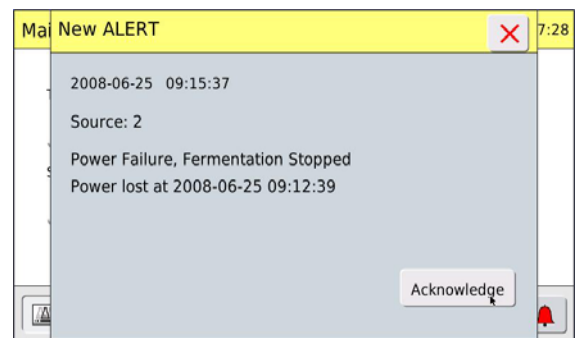 Mai
New ALERT
7:28
2008-06-25 09:15:37
Source: 2
Power Failure, Fermentation Stopped
Power lost at 2008-06-25 09:12:39
Acknowledge